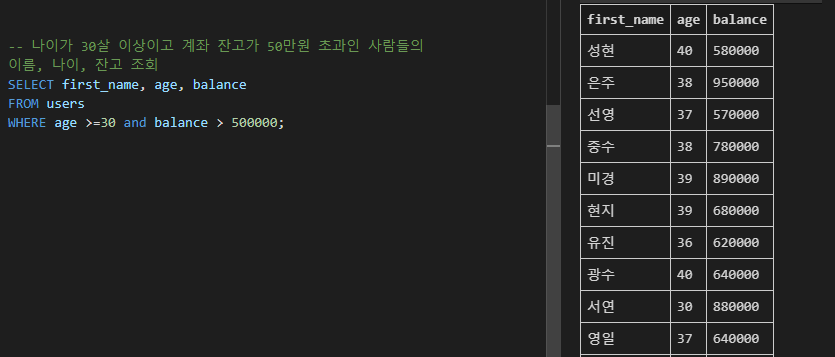 -- 나이가 30살 이상이고 계좌 잔고가 50만원 초과인 사람들의
이름, 나이, 잔고 조회
SELECT first_name, age, balance
FROM users
WHERE age >=30 and balance > 500000;
first_name age balance
성현 40 580000
은주 38 950000
선영 37 570000
중수 38 780000
미경 39 890000
현지 39 680000
유진 36 620000
광수 40 640000
서연 30 880000
영일 37 640000